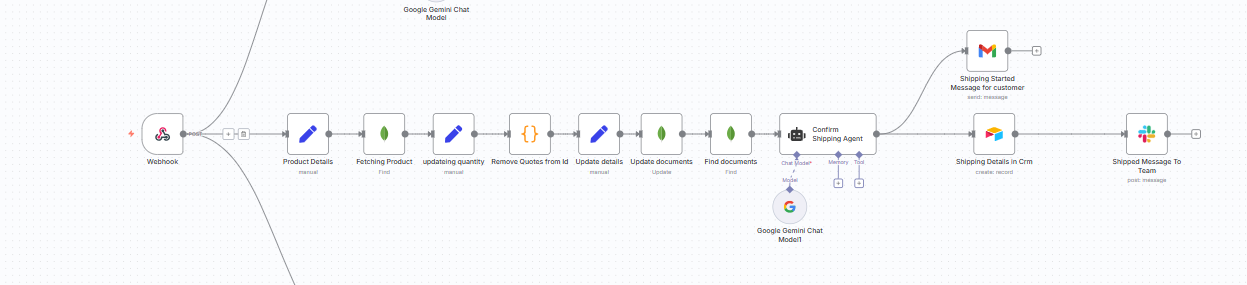 Google Gemini Chat
Model
Shipping Started
Message for customer
send: message
POST
Confirm
Shipping Agent
Webhook
Product Details
manual
Fetching Product
Find
updateing quantity
manual
Remove Quotes from Id
Update details
manual
Update documents
Update
Find documents
Find
Chat Model*
Memory
Tool
Model
Shipping Details in Crm
create: record
Shipped Message To
Team
post: message
Google Gemini Chat
Model1